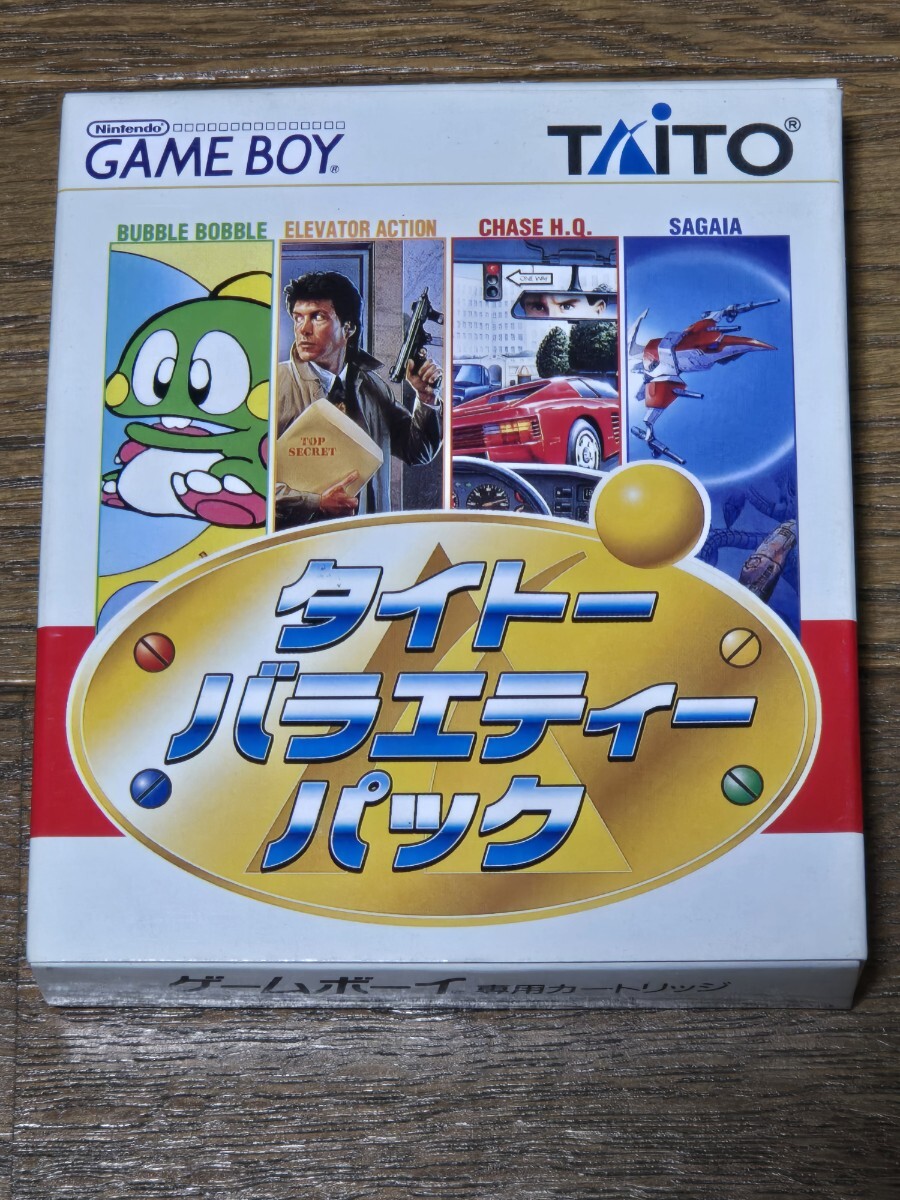 Nintendo
GAME BOY®
TAITO®
BUBBLE BOBBLE
ELEVATOR ACTION
CHASE H.Q.
SAGAIA
ONE WAY
TOP
SECRET
タイトー
バラエティー
パック
ゲームボーイ 専用カートリッジ